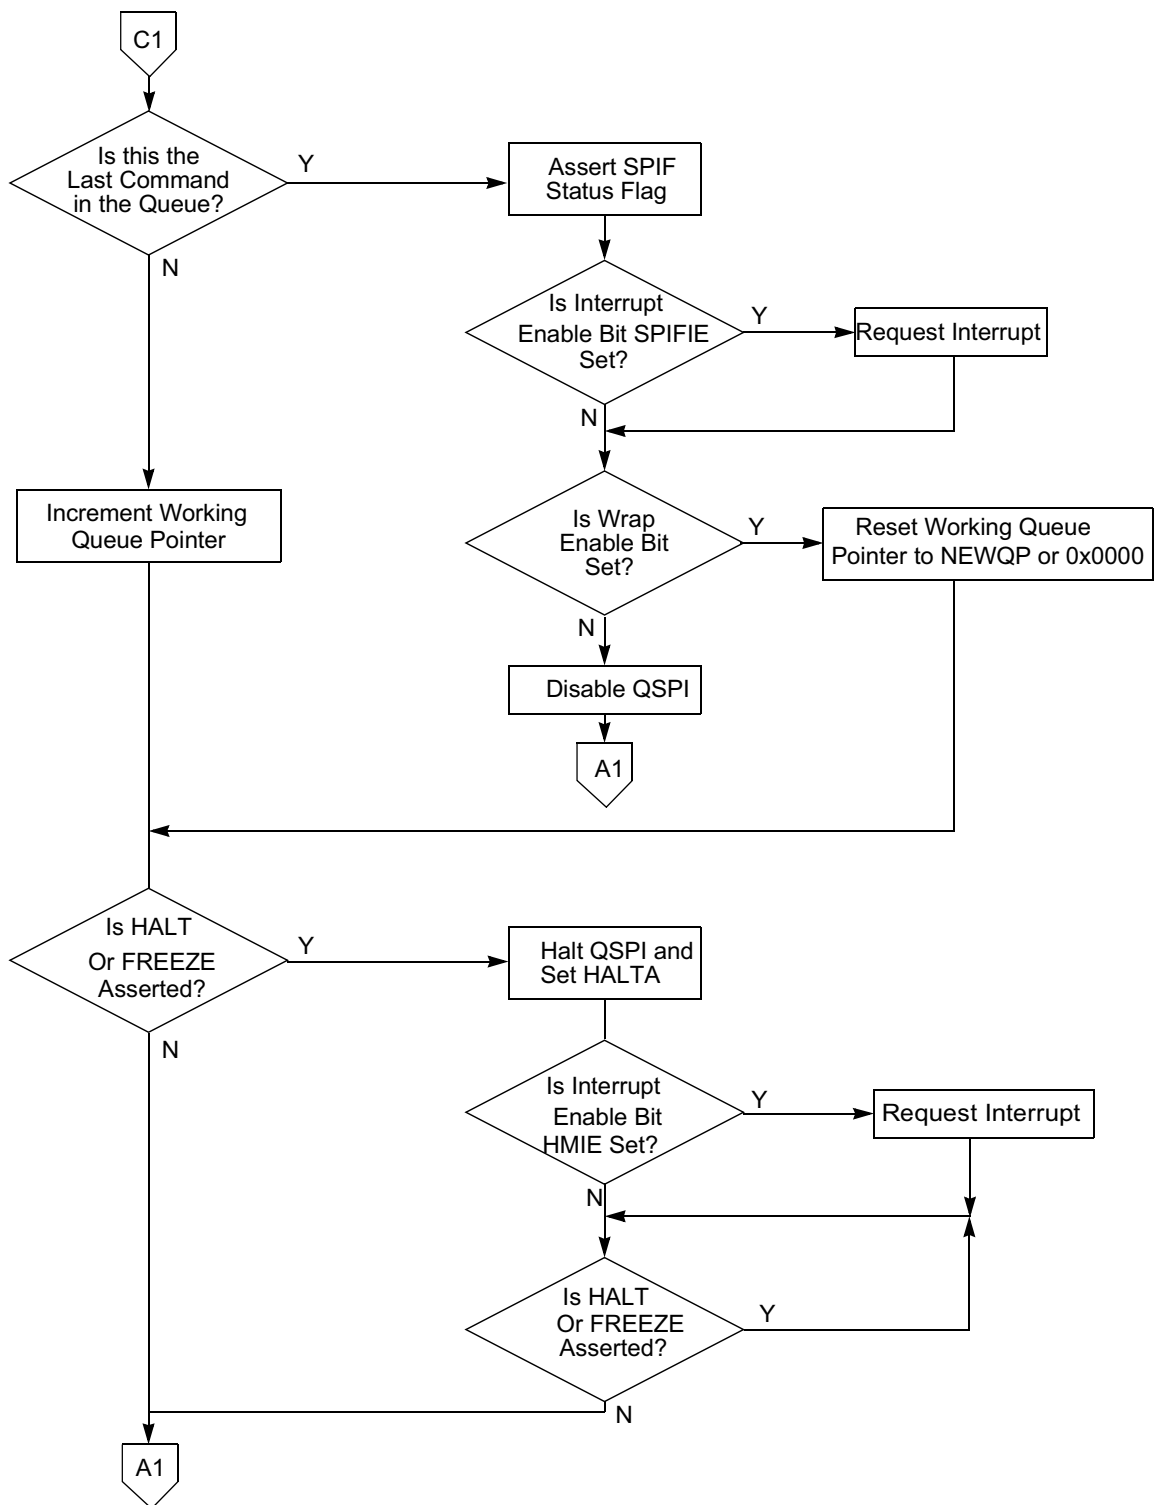 C1
Is this the
Last Command
in the Queue?
Y
Assert SPIF
Status Flag
N
Is Interrupt
Enable Bit SPIFIE
Set?
Y
Request Interrupt
N
Increment Working
Queue Pointer
Is Wrap
Enable Bit
Set?
Y
Reset Working Queue
Pointer to NEWQP or 0x0000
N
Disable QSPI
A1
Is HALT
Or FREEZE
Asserted?
Y
Halt QSPI and
Set HALTA
N
Is Interrupt
Enable Bit
HMIE Set?
Y
Request Interrupt
N
Is HALT
Or FREEZE
Asserted?
Y
N
A1